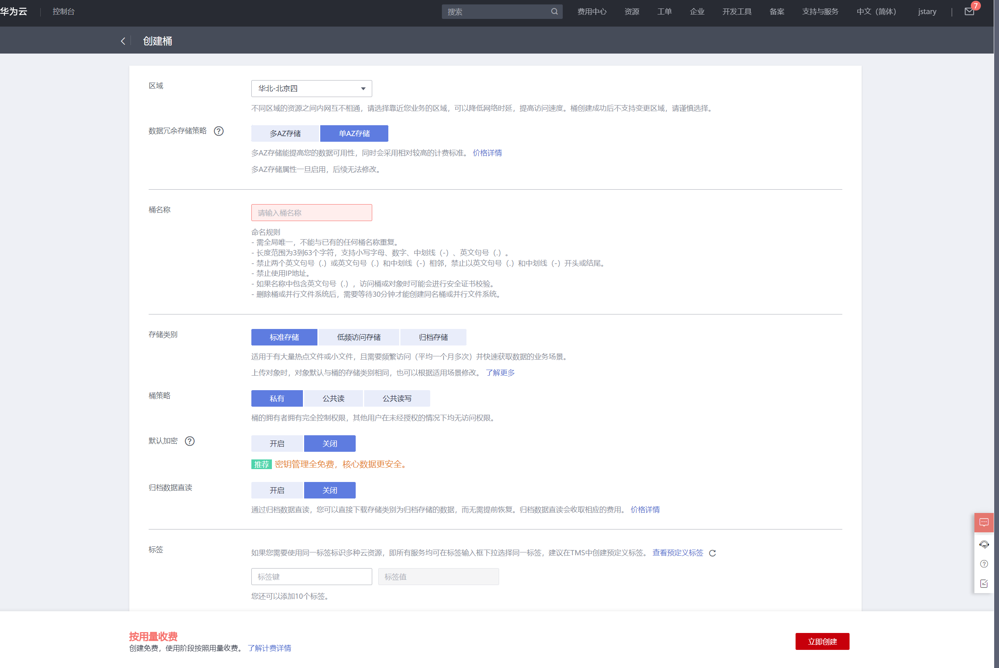 华为云
控制台
搜索
费用中心
资源
工单
企业
开发工具
备案
支持与服务
中文（简体）
jstary
7
创建桶
区域
华北-北京四
不同区域的资源之间内网互不相通，请选择靠近您业务的区域，可以降低网络时延，提高访问速度。桶创建成功后不支持变更区域，请谨慎选择。
数据冗余存储策略
多AZ存储
单AZ存储
多AZ存储能提高您的数据可用性，同时会采用相对较高的计费标准。 价格详情
多AZ存储属性一旦启用，后续无法修改。
桶名称
请输入桶名称
命名规则
- 需全局唯一，不能与已有的任何桶名称重复。
- 长度范围为3到63个字符，支持小写字母、数字、中划线（-）、英文句号（.）。
- 禁止两个英文句号（.）或英文句号（.）和中划线（-）相邻，禁止以英文句号（.）和中划线（-）开头或结尾。
- 禁止使用IP地址。
- 如果名称中包含英文句号（.），访问桶或对象时可能会进行安全证书校验。
- 删除桶或并行文件系统后，需要等待30分钟才能创建同名桶或并行文件系统。
存储类别
标准存储
低频访问存储
归档存储
适用于有大量热点文件或小文件，且需要频繁访问（平均一个月多次）并快速获取数据的业务场景。
上传对象时，对象默认与桶的存储类别相同，也可以根据适用场景修改。 了解更多
桶策略
私有
公共读
公共读写
桶的拥有者拥有完全控制权限，其他用户在未经授权的情况下均无访问权限。
默认加密
开启
关闭
推荐 密钥管理全免费，核心数据更安全。
归档数据直读
开启
关闭
通过归档数据直读，您可以直接下载存储类别为归档存储的数据，而无需提前恢复。归档数据直读会收取相应的费用。 价格详情
标签
如果您需要使用同一标签标识多种云资源，即所有服务均可在标签输入框下拉选择同一标签，建议在TMS中创建预定义标签。 查看预定义标签
标签键
标签值
您还可以添加10个标签。
按用量收费
创建免费，使用阶段按照用量收费。 了解计费详情
立即创建